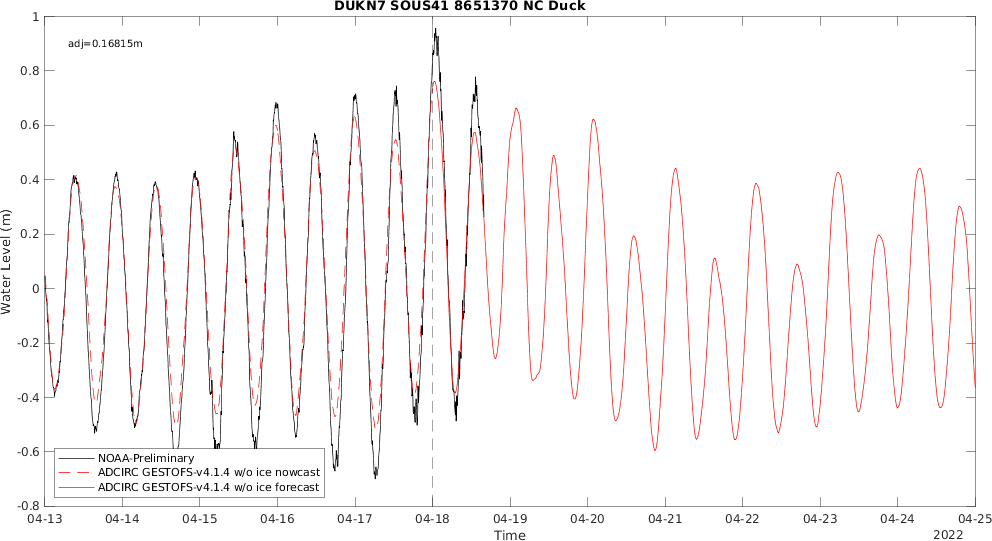 DUKN7 SOUS41 8651370 NC Duck
adj=0.16815m
1
0.8
0.6
0.4
0.2
0
-0.2
-0.4
-0.6
-0.8
Water Level (m)
NOAA-Preliminary
ADCIRC GESTOFS-v4.1.4 w/o ice nowcast
ADCIRC GESTOFS-v4.1.4 w/o ice forecast
04-13 04-14 04-15 04-16 04-17 04-18 04-19 04-20 04-21 04-22 04-23 04-24 04-25
Time
2022